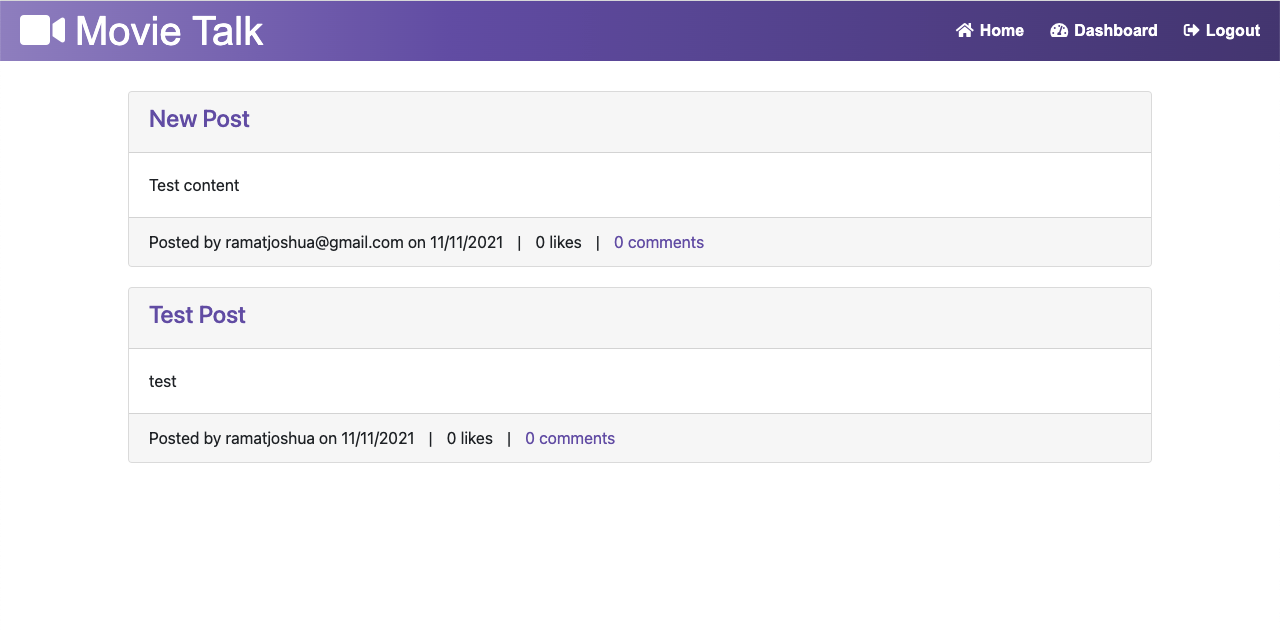 Movie Talk
Home Dashboard Logout
New Post
Test content
Posted by ramatjoshua@gmail.com on 11/11/2021 | 0 likes | 0 comments
Test Post
test
Posted by ramatjoshua on 11/11/2021 | 0 likes | 0 comments